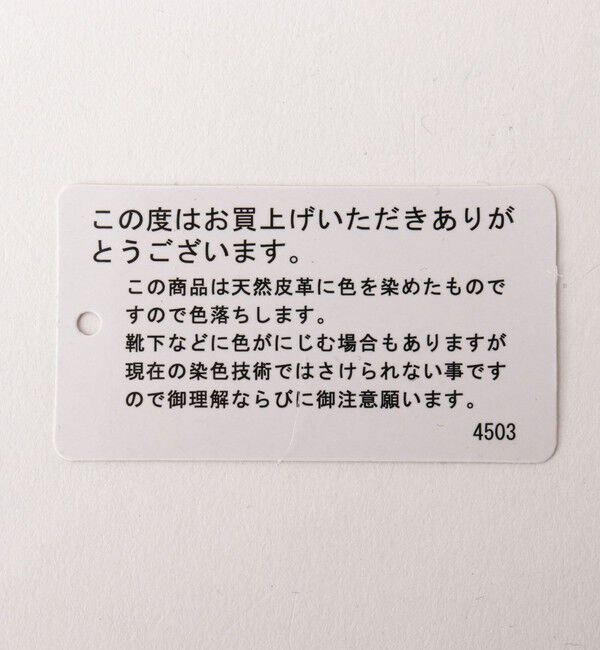 この度はお買上げいただきありが
とうございます。
この商品は天然皮革に色を染めたもので
すので色落ちします。
靴下などに色がにじむ場合もありますが
現在の染色技術ではさけられない事です
ので御理解ならびに御注意願います。
4503